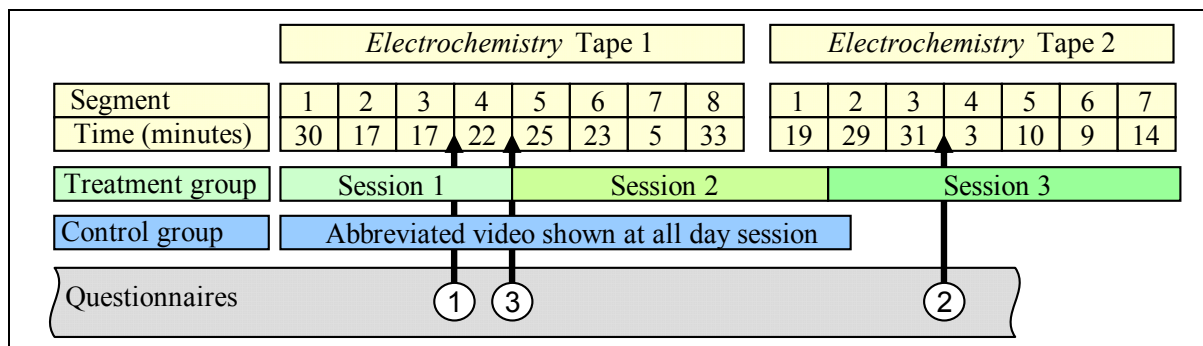 Electrochemistry Tape 1 Electrochemistry Tape 2
Segment 1 2 3 4 5 6 7 8 1 2 3 4 5 6 7
Time (minutes) 30 17 17 22 25 23 5 33 19 29 31 3 10 9 14
Treatment group Session 1 Session 2 Session 3
Control group Abbreviated video shown at all day session
Questionnaires 1 3 2